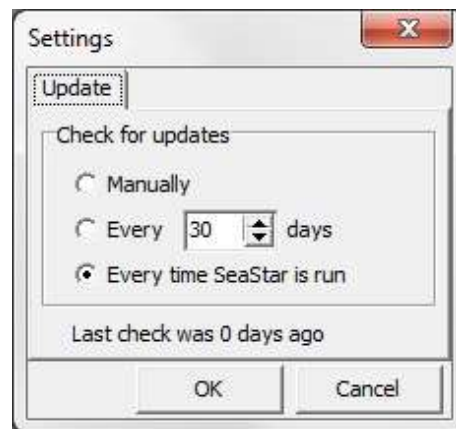 Settings
Update
Check for updates
Manually
Every 30 days
Every time SeaStar is run
Last check was 0 days ago
OK Cancel